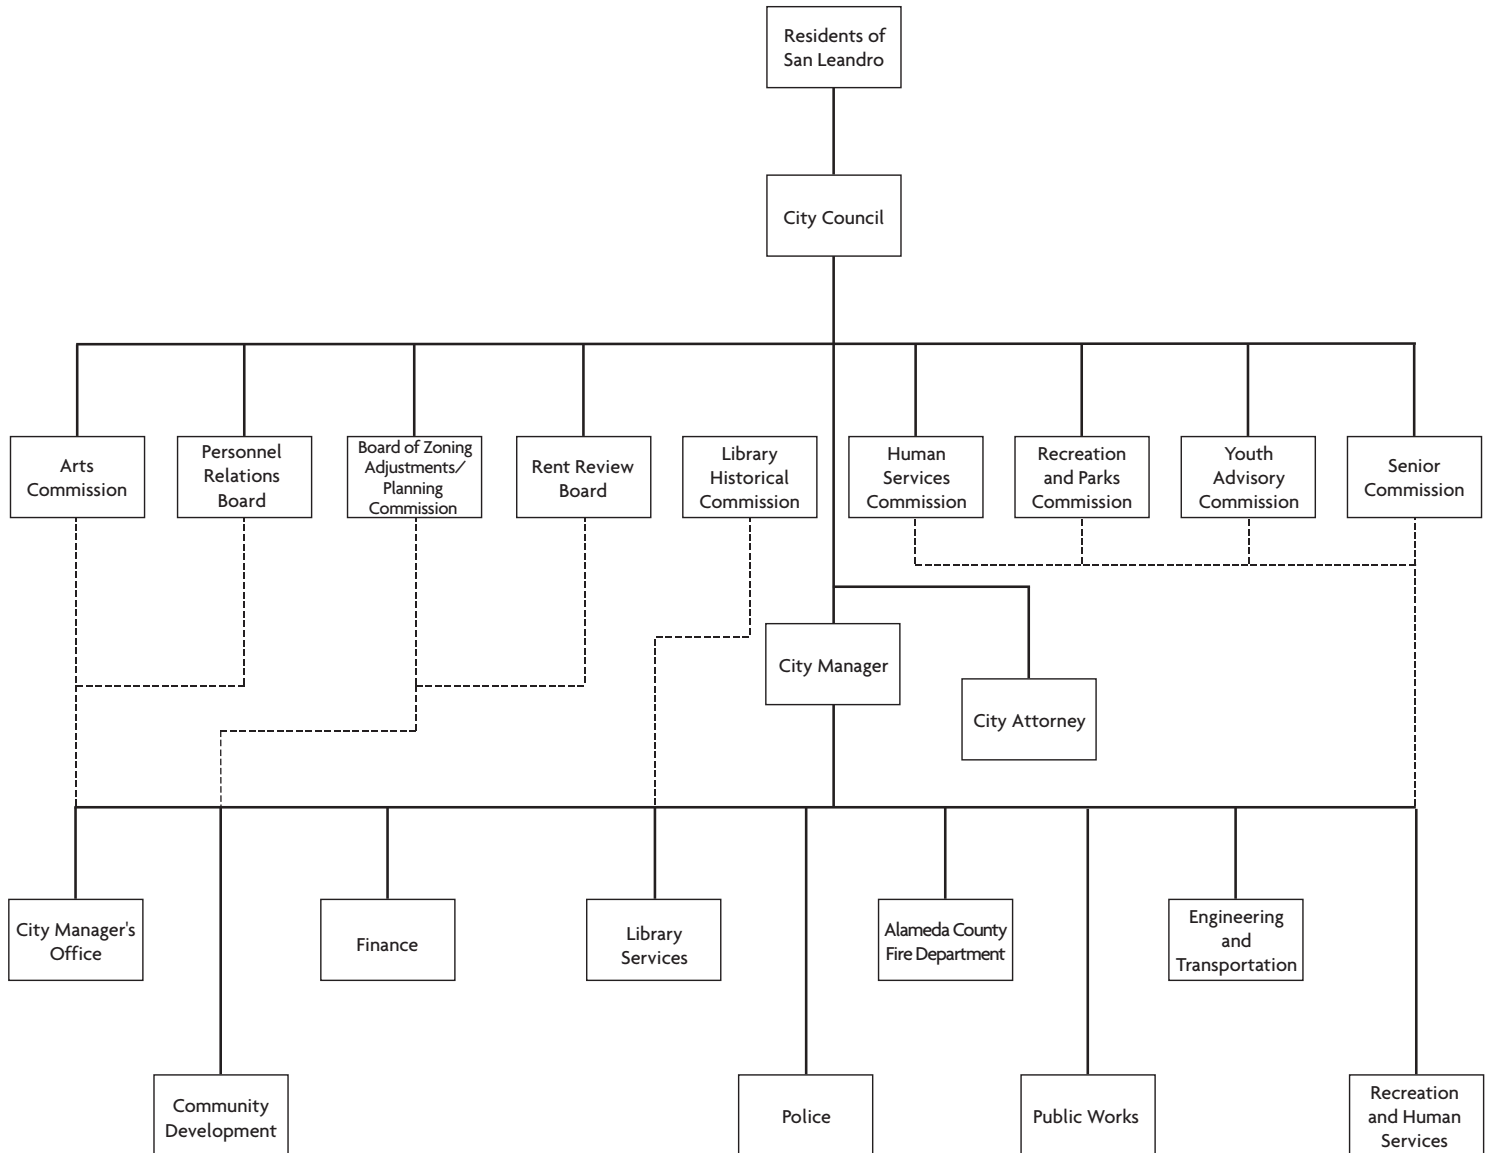 Residents of
San Leandro
City Council
Arts
Commission
Personnel
Relations
Board
Board of Zoning
Adjustments/
Planning
Commission
Rent Review
Board
Library
Historical
Commission
Human
Services
Commission
Recreation
and Parks
Commission
Youth
Advisory
Commission
Senior
Commission
City Manager
City Attorney
City Manager's
Office
Finance
Library
Services
Alameda County
Fire Department
Engineering
and
Transportation
Community
Development
Police
Public Works
Recreation
and Human
Services